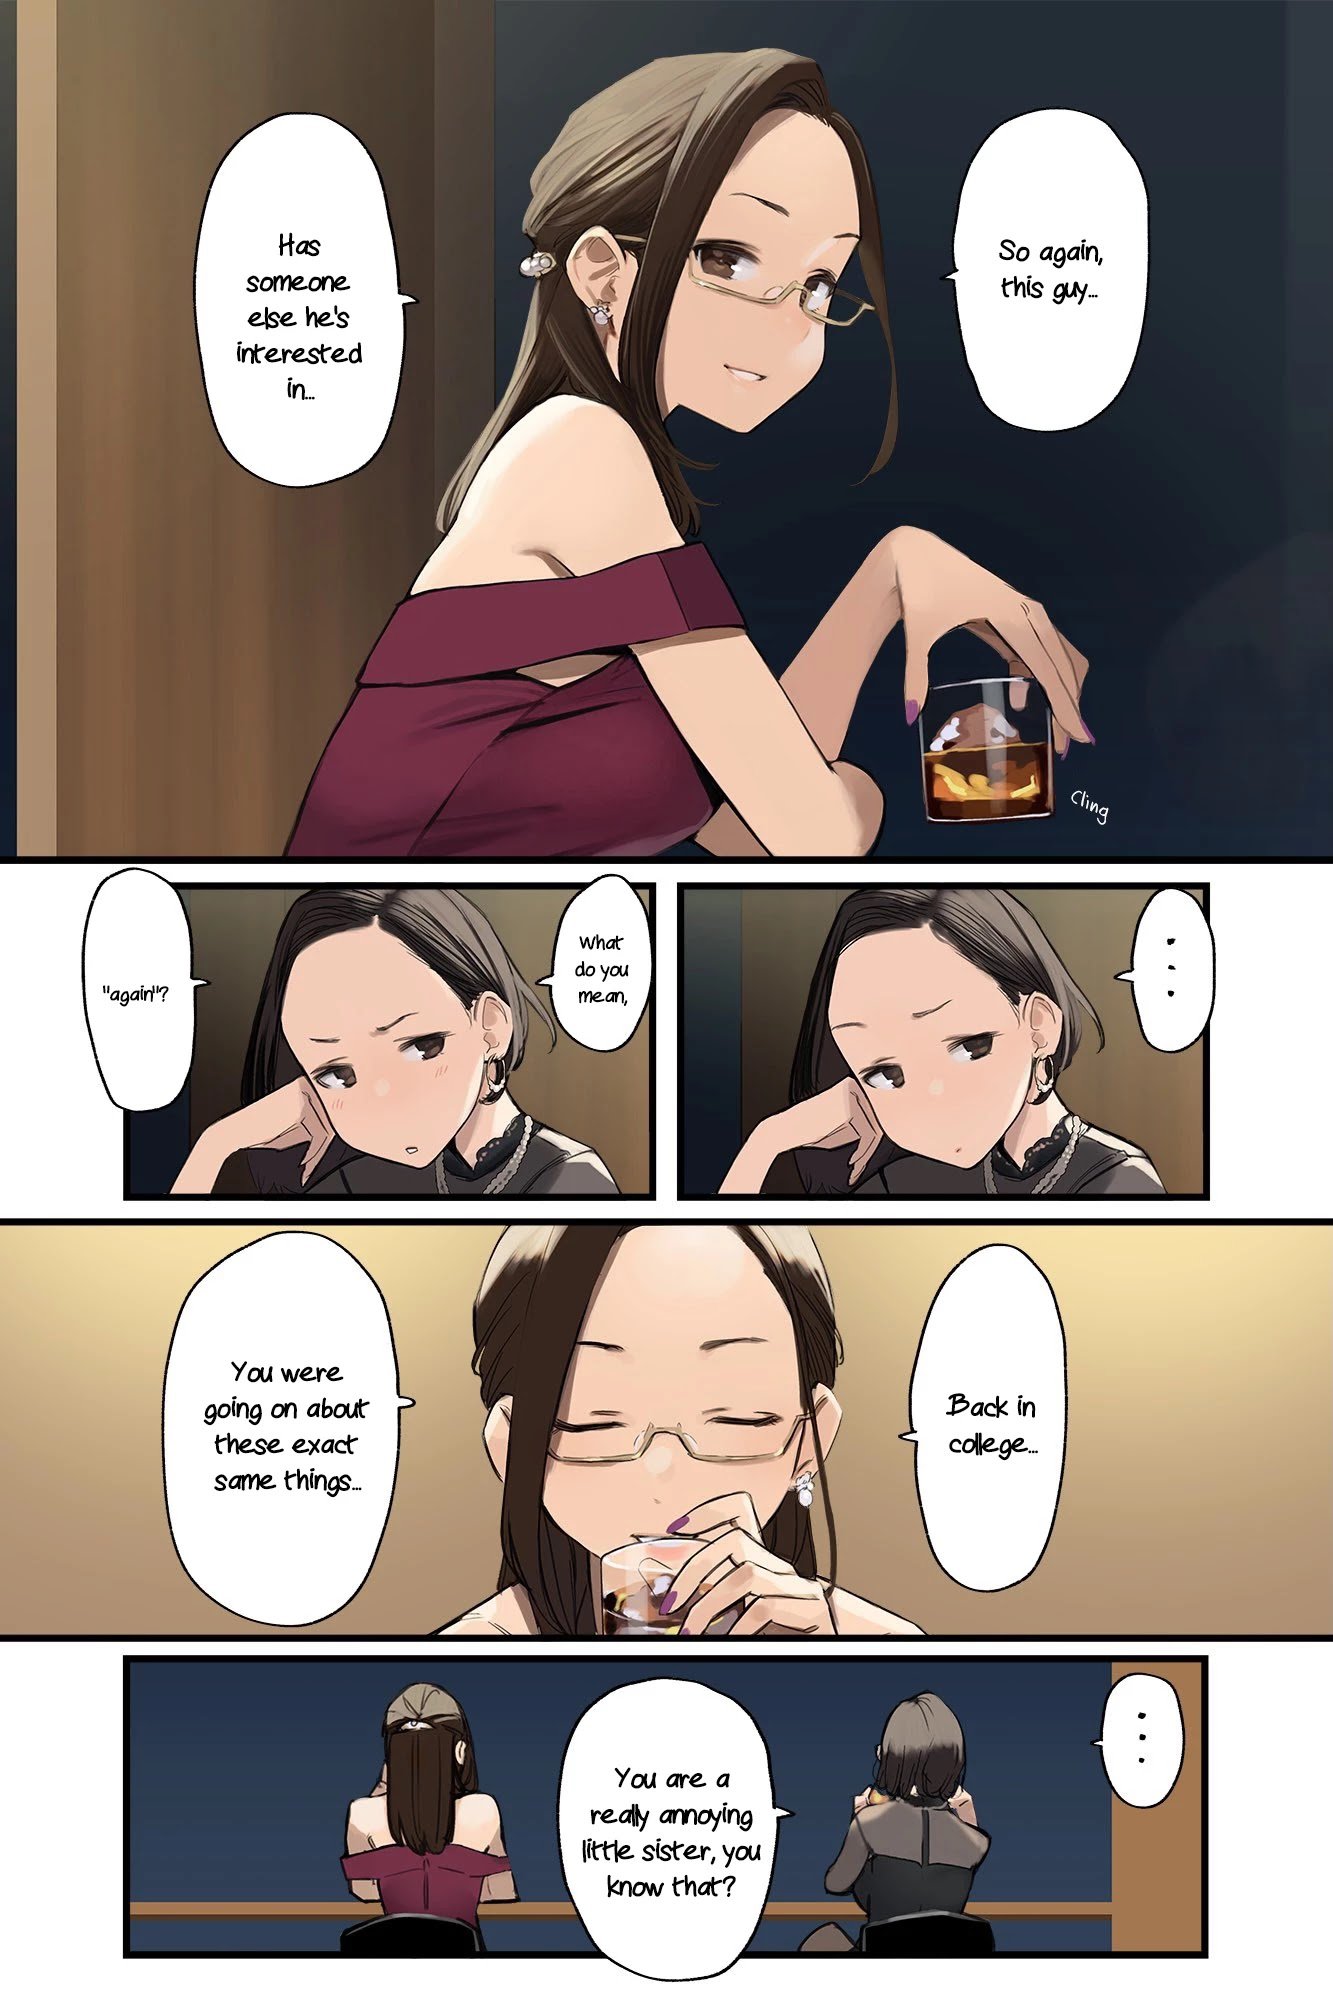 So again,
this guy...
Has
someone
else he's
interested
in...
Cling
...
What
do you
mean,
"again"?
Back in
college...
You were
going on about
these exact
same things...
...
You are a
really annoying
little sister, you
know that?